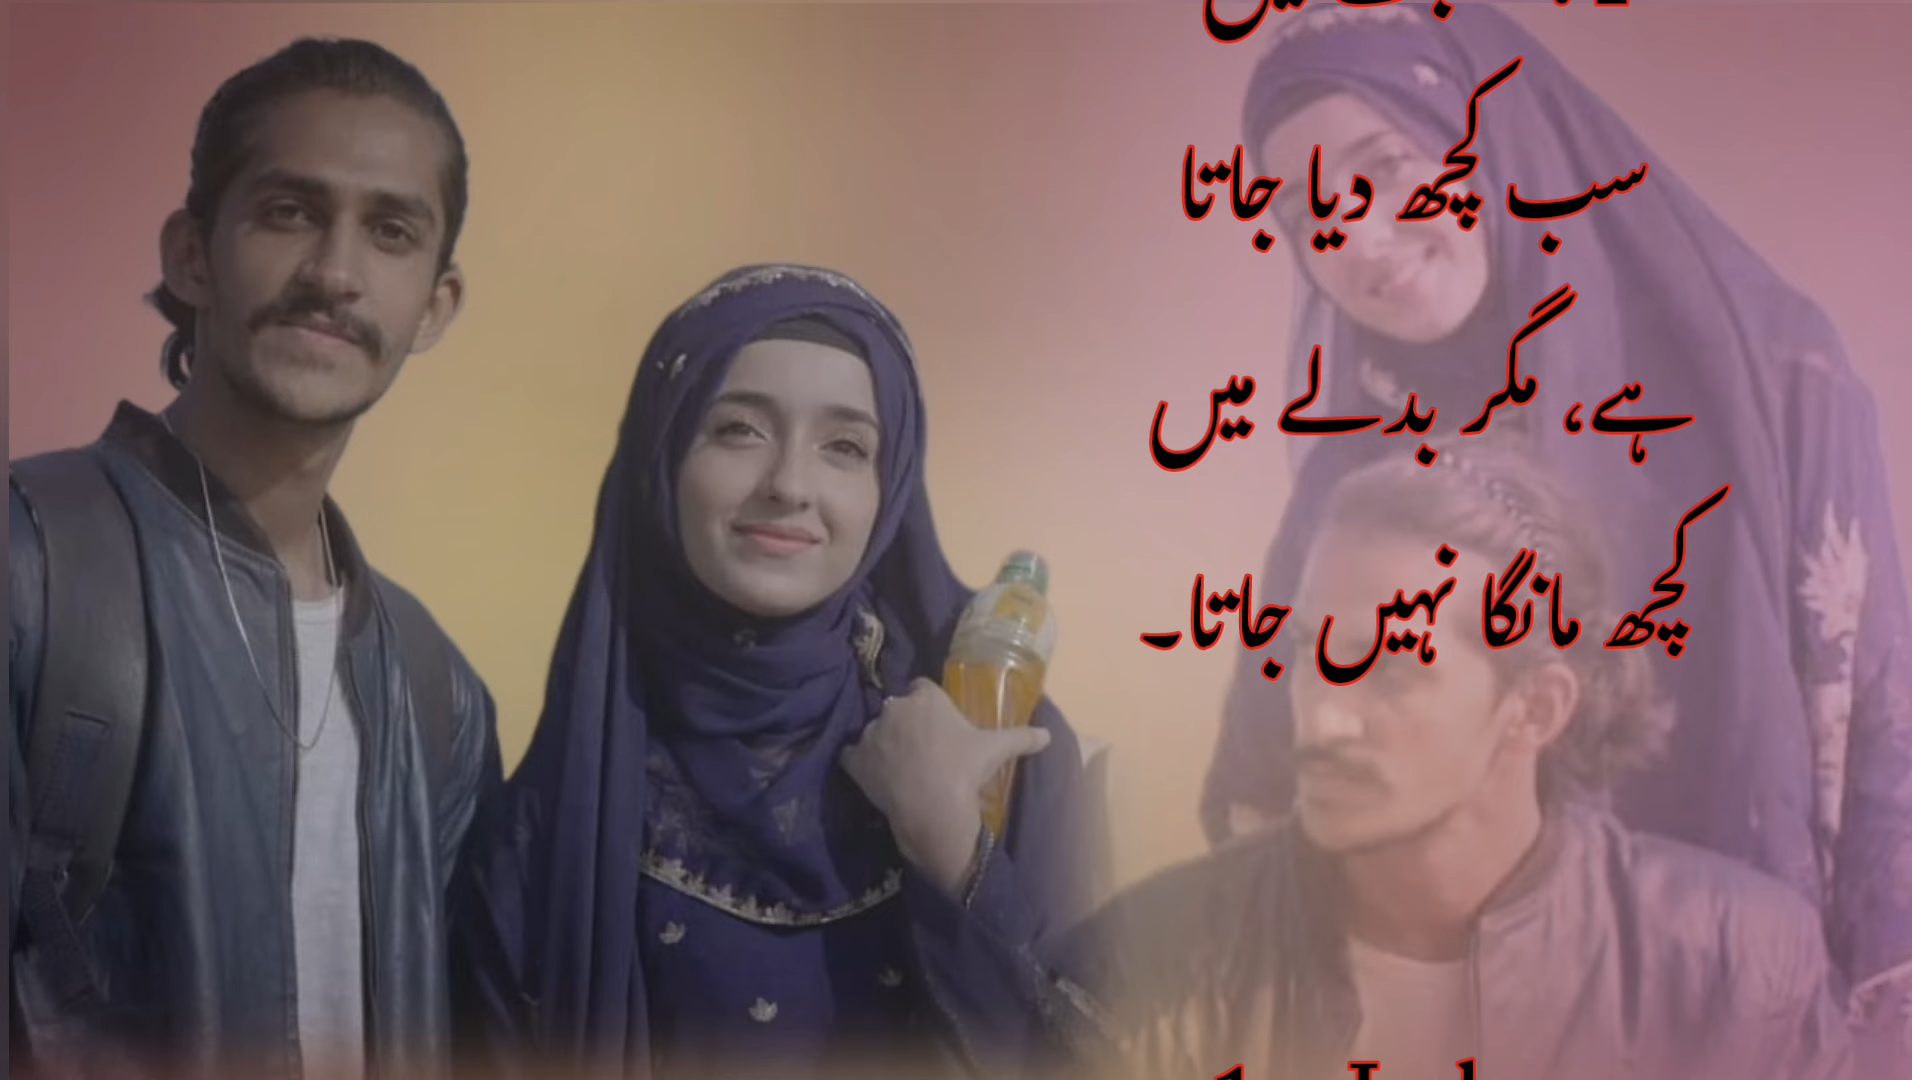 سب کچھ دیا جاتا
ہے، مگر بدلے میں
کچھ مانگا نہیں جاتا۔